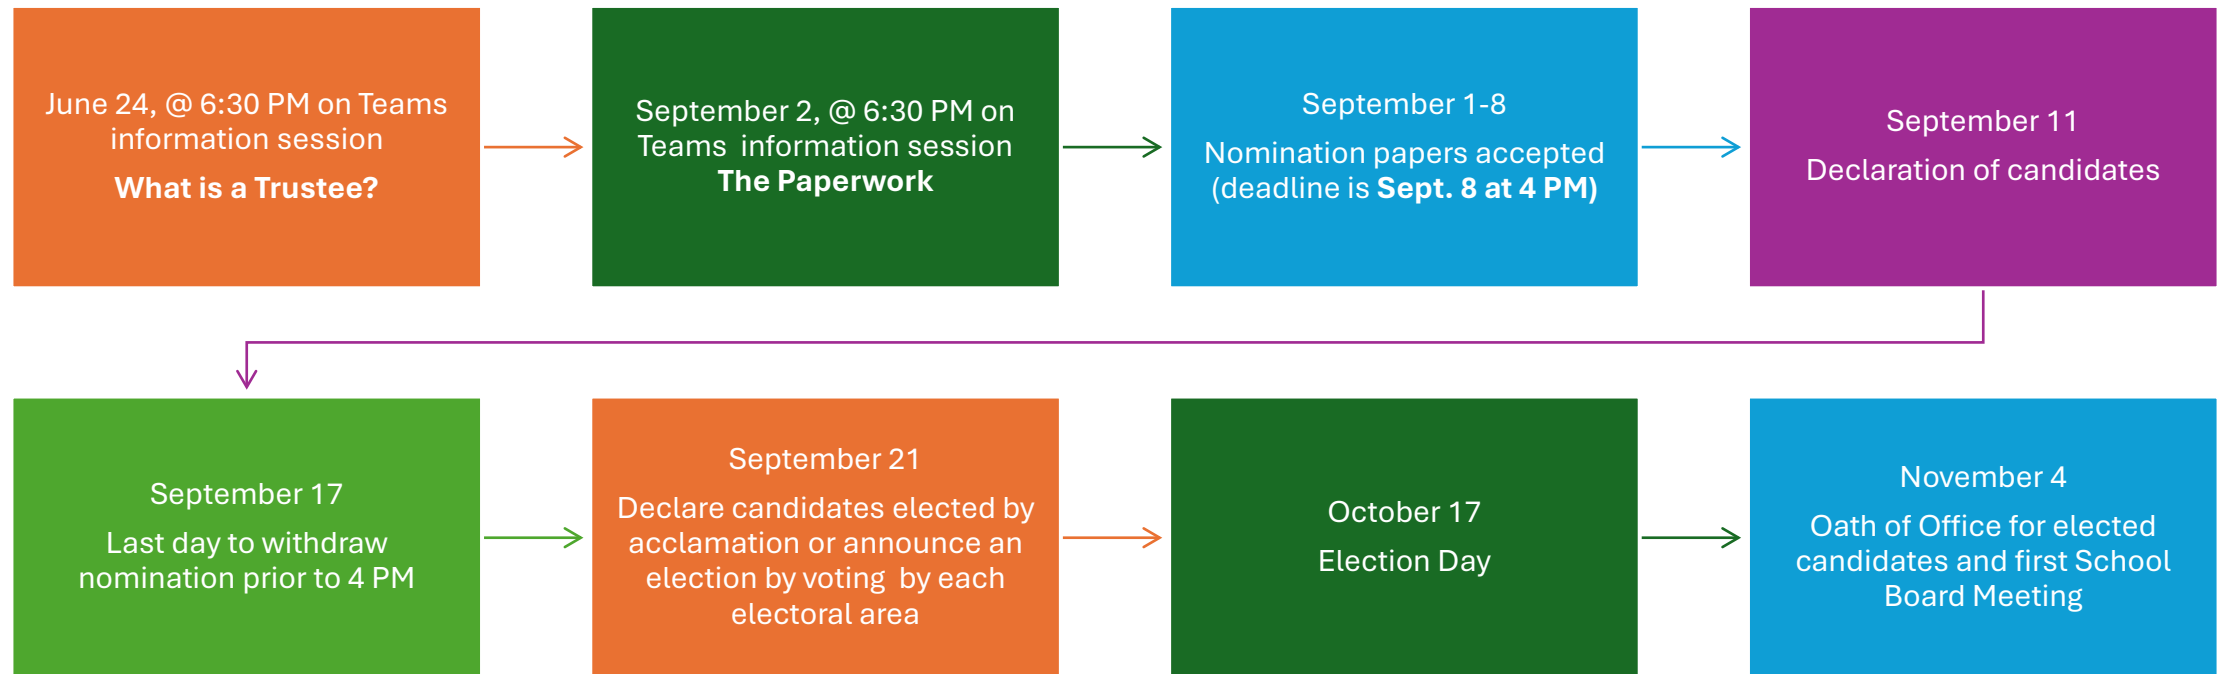 June 24, @ 6:30 PM on Teams
information session
What is a Trustee?
September 2, @ 6:30 PM on
Teams  information session
The Paperwork
September 1-8
Nomination papers accepted
(deadline is Sept. 8 at 4 PM)
September 11
Declaration of candidates
September 17
Last day to withdraw
nomination prior to 4 PM
September 21
Declare candidates elected by
acclamation or announce an
election by voting  by each
electoral area
October 17
Election Day
November 4
Oath of Office for elected
candidates and first School
Board Meeting